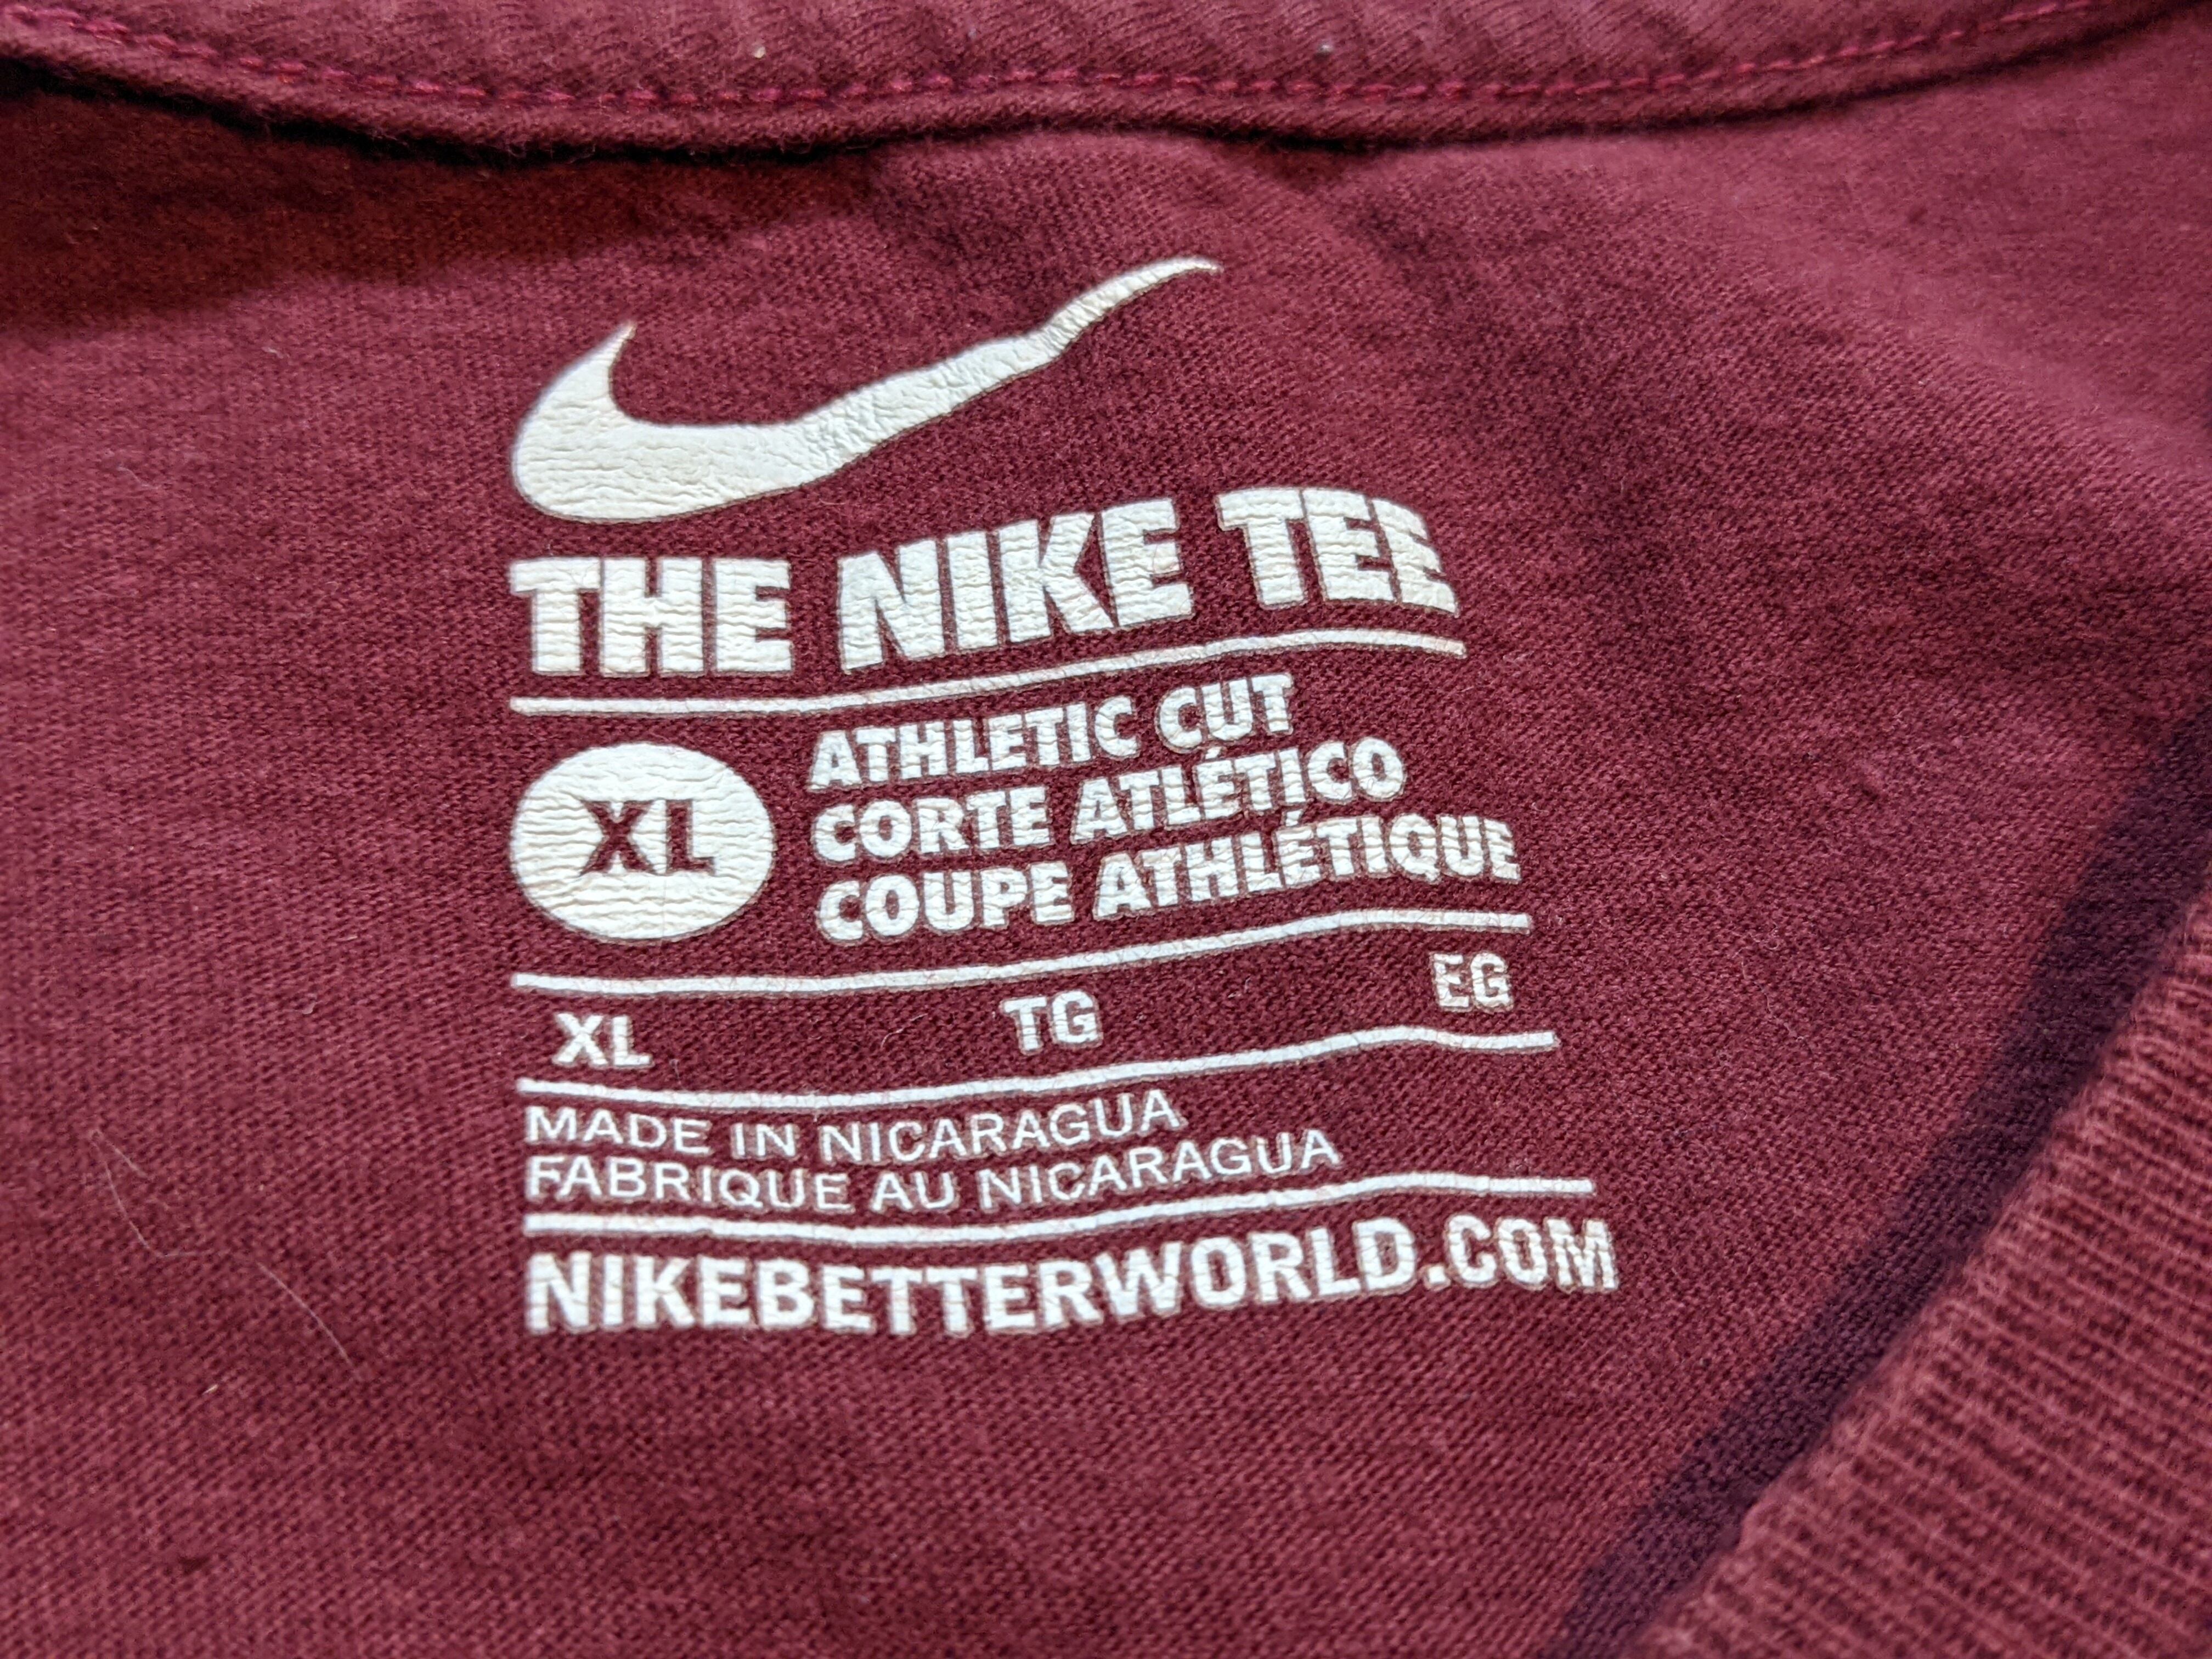 THE NIKE TEE
XL
ATHLETIC CUT
CORTE ATLÉTICO
COUPE ATHLÉTIQUE
XL TG EG
MADE IN NICARAGUA
FABRIQUE AU NICARAGUA
NIKEBETTERWORLD.COM